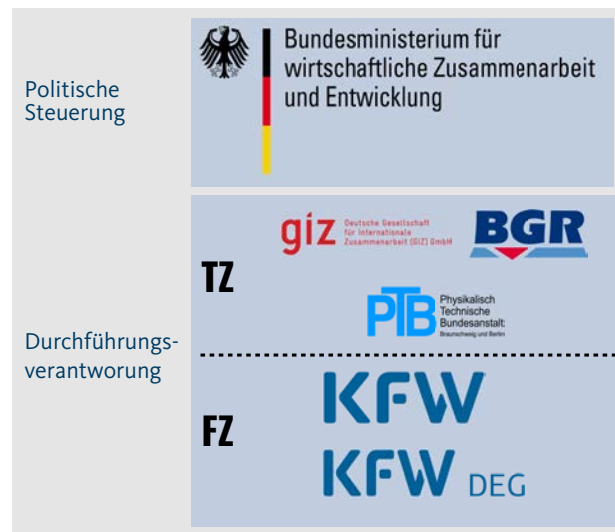 Politische
Steuerung
Bundesministerium für
wirtschaftliche Zusammenarbeit
und Entwicklung
Durchführungs-
verantworung
TZ
giz Deutsche Gesellschaft
für Internationale
Zusammenarbeit (GIZ) GmbH
BGR
PTB Physikalisch
Technische
Bundesanstalt
Braunschweig und Berlin
FZ
KFW
KFW DEG